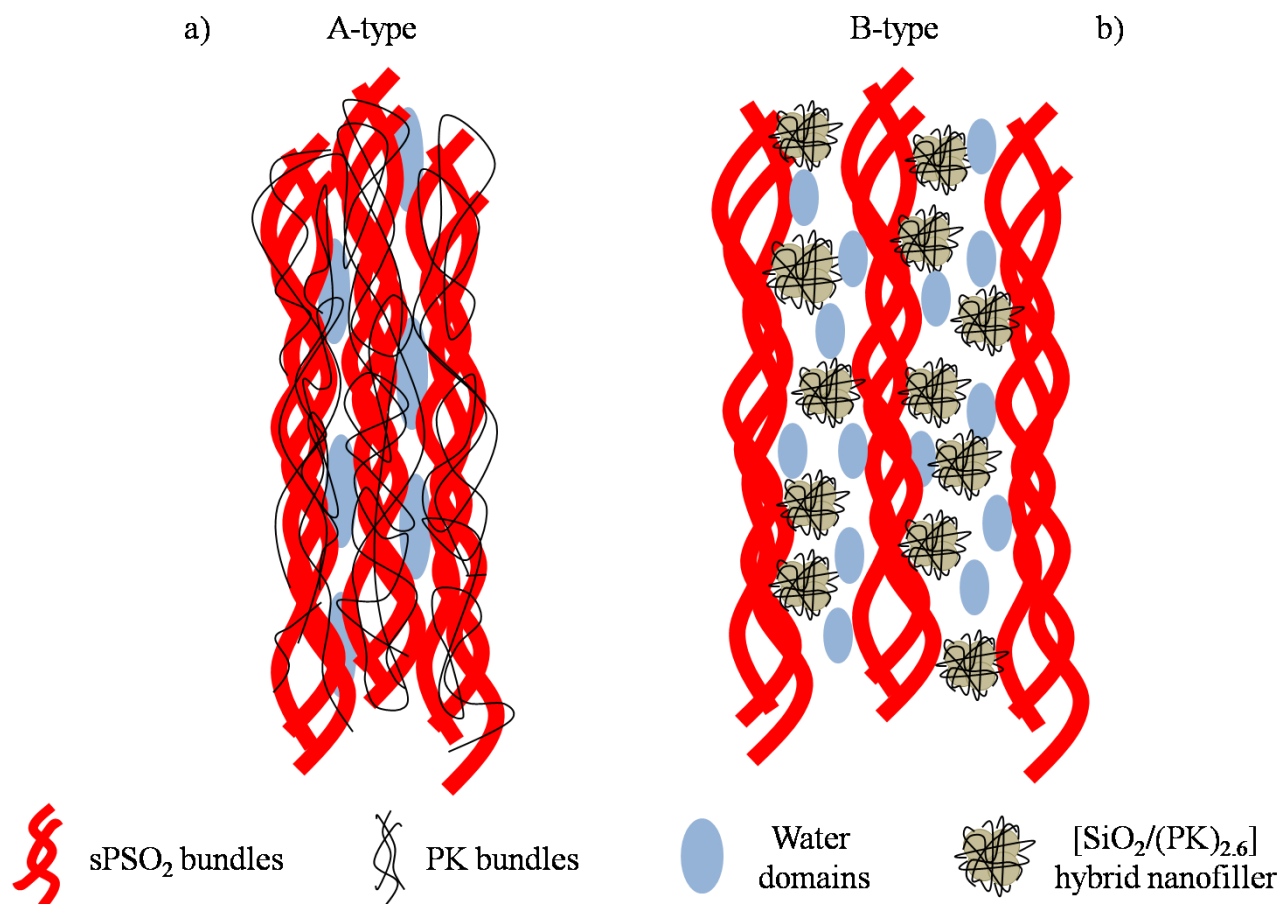 a) A-type B-type b)
sPSO₂ bundles
PK bundles
Water
domains
[SiO₂/(PK)₂.₆]
hybrid nanofiller